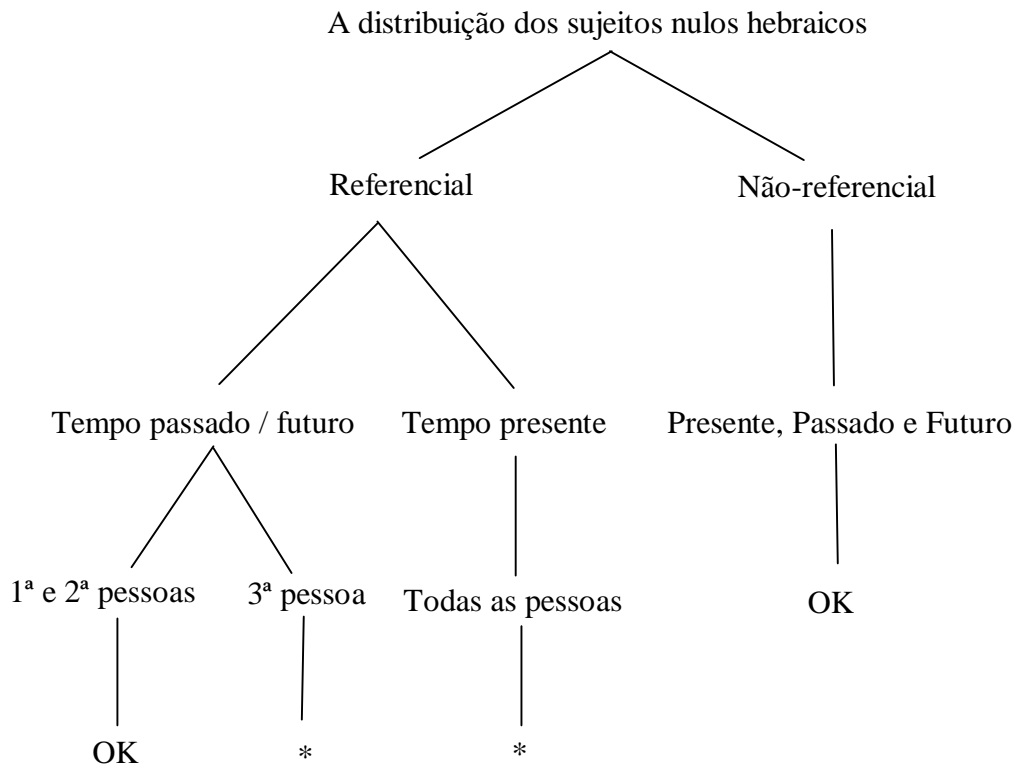 A distribuição dos sujeitos nulos hebraicos
Referencial
Não-referencial
Tempo passado / futuro
Tempo presente
Presente, Passado e Futuro
1ª e 2ª pessoas
3ª pessoa
Todas as pessoas
OK
OK
*
*